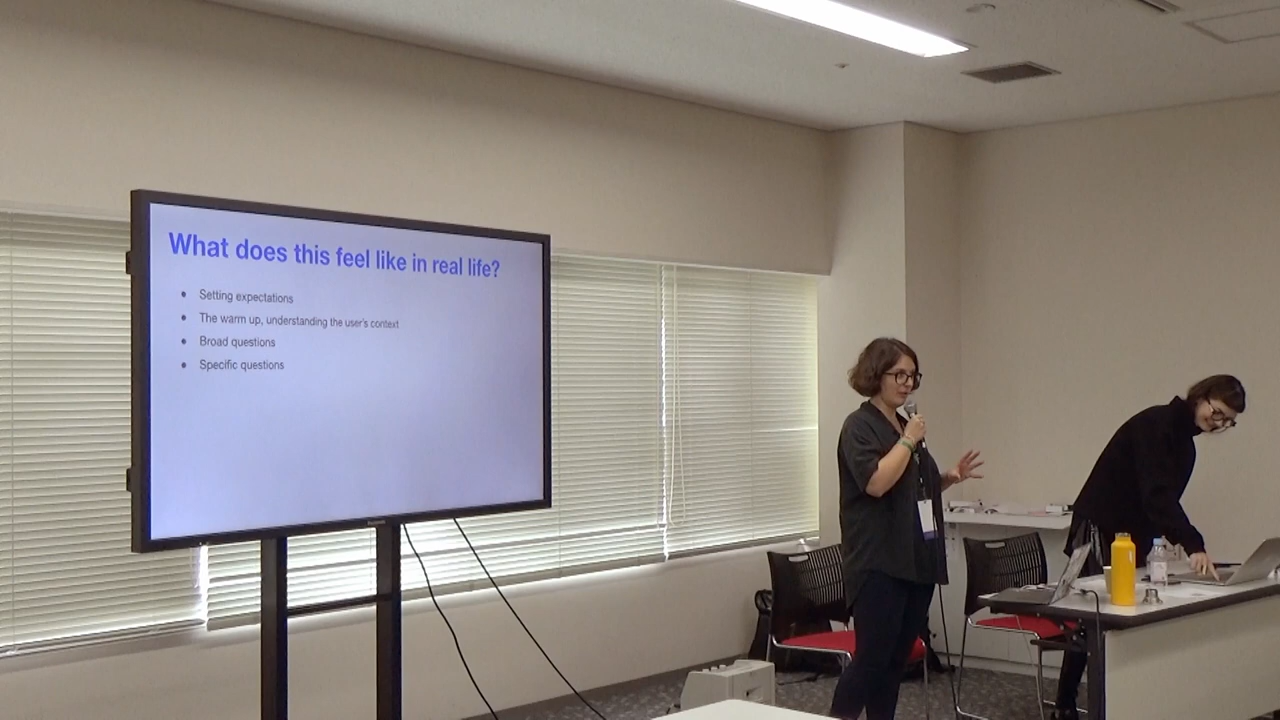 What does this feel like in real life?
Setting expectations
The warm up, understanding the user's context
Broad questions
Specific questions